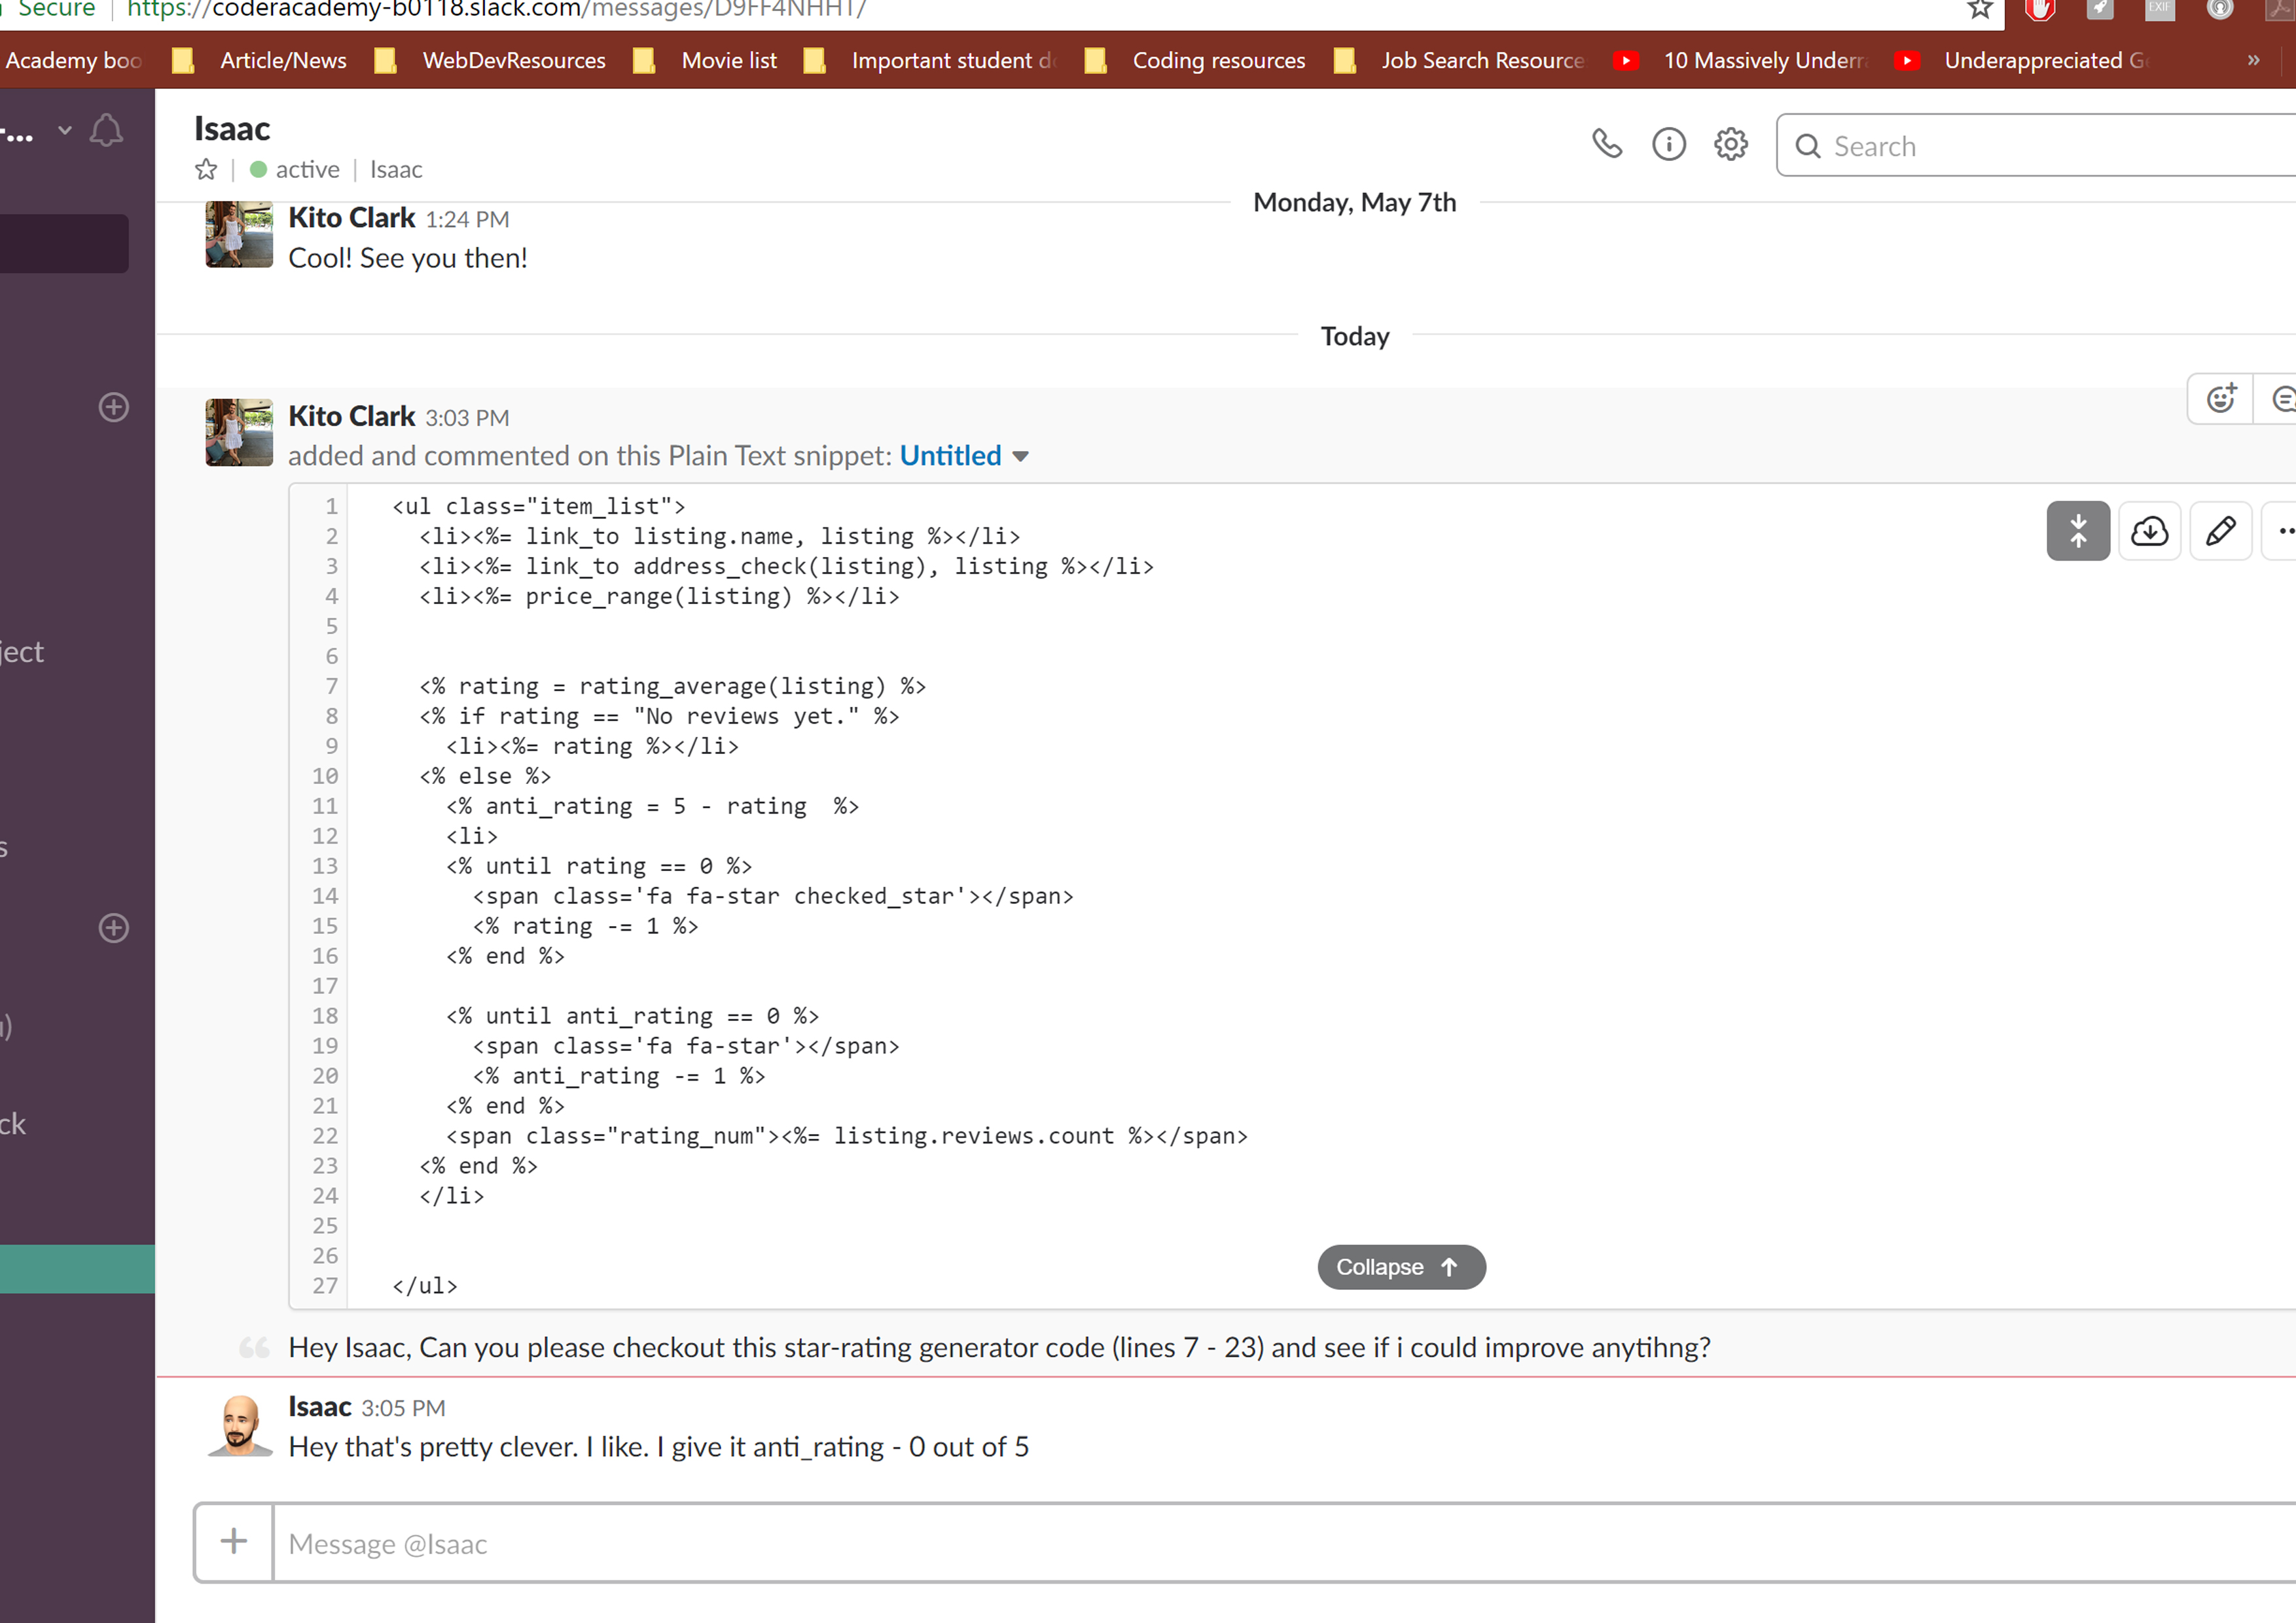 Secure | https://coderacademy-b0118.slack.com/messages/D9FF4NHHT/
EXIF
Academy boo Article/News WebDevResources Movie list Important student d Coding resources Job Search Resource 10 Massively Underr Underappreciated G »
-...
Isaac
active | Isaac
Search
Monday, May 7th
Kito Clark 1:24 PM
Cool! See you then!
Today
Kito Clark 3:03 PM
added and commented on this Plain Text snippet: Untitled
1 <ul class="item_list">
2 <li><%= link_to listing.name, listing %></li>
3 <li><%= link_to address_check(listing), listing %></li>
4 <li><%= price_range(listing) %></li>
5
6
7 <% rating = rating_average(listing) %>
8 <% if rating == "No reviews yet." %>
9 <li><%= rating %></li>
10 <% else %>
11 <% anti_rating = 5 - rating  %>
12 <li>
13 <% until rating == 0 %>
14 <span class='fa fa-star checked_star'></span>
15 <% rating -= 1 %>
16 <% end %>
17
18 <% until anti_rating == 0 %>
19 <span class='fa fa-star'></span>
20 <% anti_rating -= 1 %>
21 <% end %>
22 <span class="rating_num"><%= listing.reviews.count %></span>
23 <% end %>
24 </li>
25
26
27 </ul>
Collapse ↑
ject
s
)
ck
Hey Isaac, Can you please checkout this star-rating generator code (lines 7 - 23) and see if i could improve anytihng?
Isaac 3:05 PM
Hey that's pretty clever. I like. I give it anti_rating - 0 out of 5
+ Message @Isaac